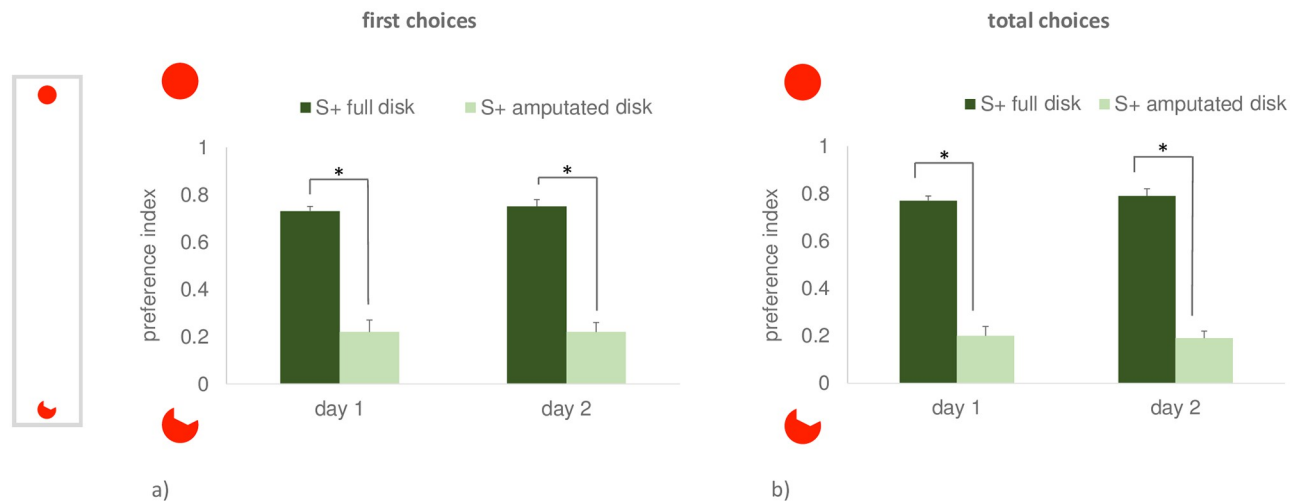 first choices
S+ full disk
S+ amputated disk
preference index
1
0.8
0.6
0.4
0.2
0
*
*
day 1
day 2
a)
total choices
S+ full disk
S+ amputated disk
preference index
1
0.8
0.6
0.4
0.2
0
*
*
day 1
day 2
b)